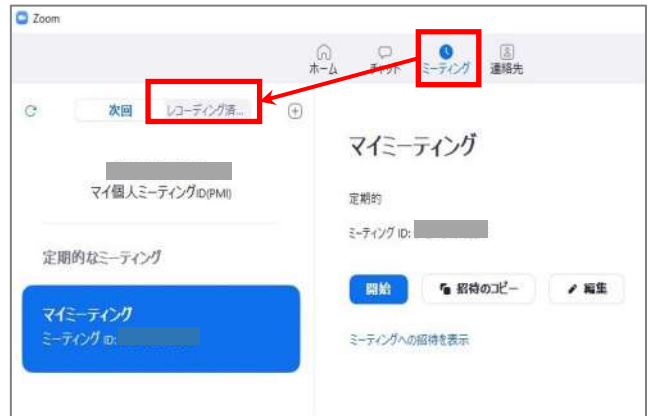 Zoom
ホーム
チャット
ミーティング
連絡先
次回
レコーディング済...
マイ個人ミーティングID(PMI)
定期的なミーティング
マイミーティング
ミーティング ID:
マイミーティング
定期的
ミーティング ID:
開始
招待のコピー
編集
ミーティングへの招待を表示